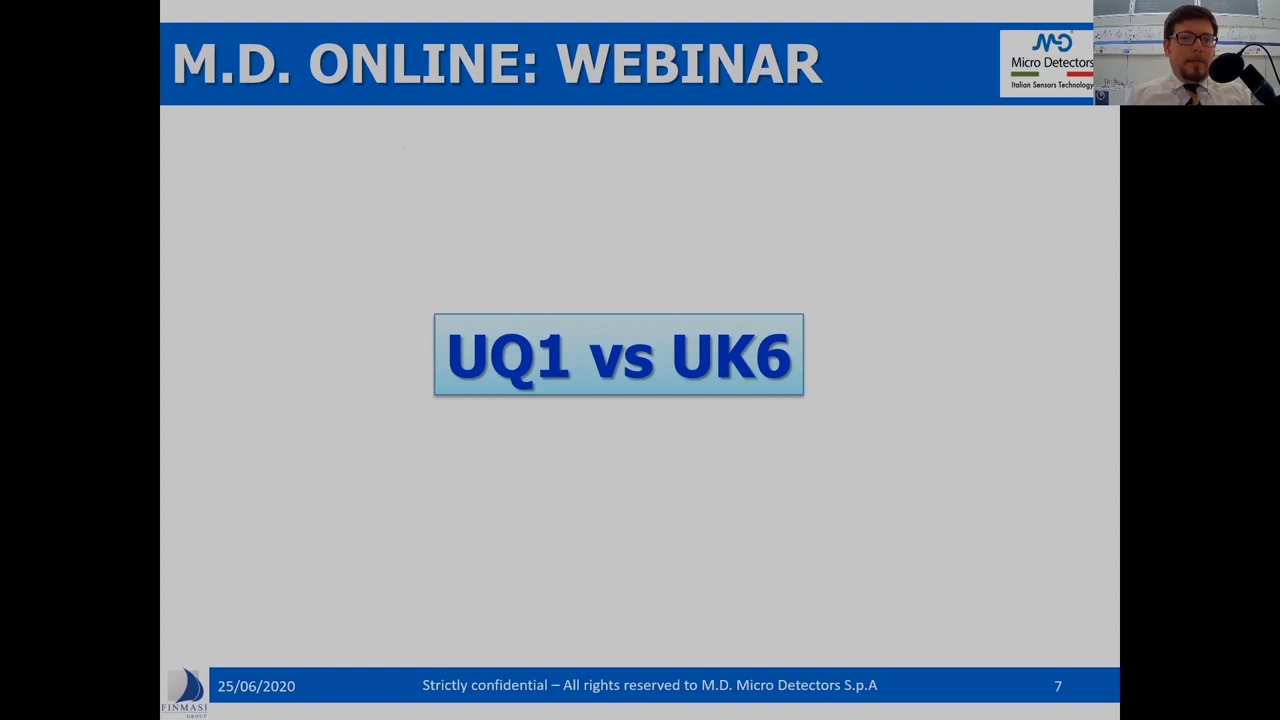 M.D. ONLINE: WEBINAR
Micro Detectors
Italian Sensors Technology
UQ1 vs UK6
FINMASI
GROUP
25/06/2020
Strictly confidential – All rights reserved to M.D. Micro Detectors S.p.A
7